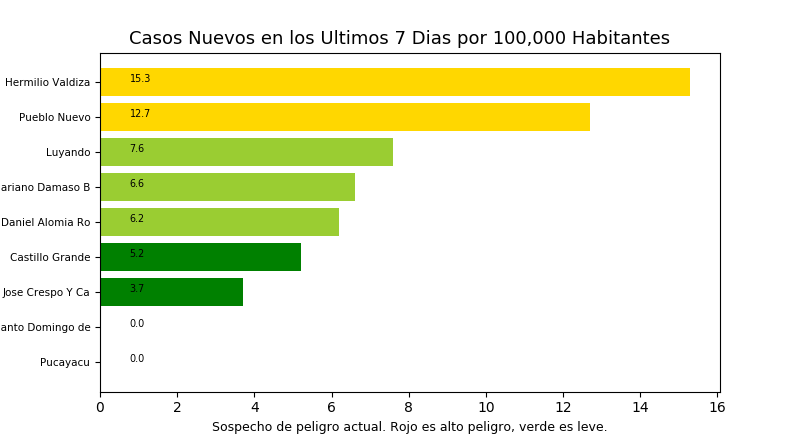 Casos Nuevos en los Ultimos 7 Dias por 100,000 Habitantes
Hermilio Valdiza 15.3
Pueblo Nuevo 12.7
Luyando 7.6
ariano Damaso B 6.6
Daniel Alomia Ro 6.2
Castillo Grande 5.2
Jose Crespo Y Ca 3.7
anto Domingo de 0.0
Pucayacu 0.0
0 2 4 6 8 10 12 14 16
Sospecho de peligro actual. Rojo es alto peligro, verde es leve.